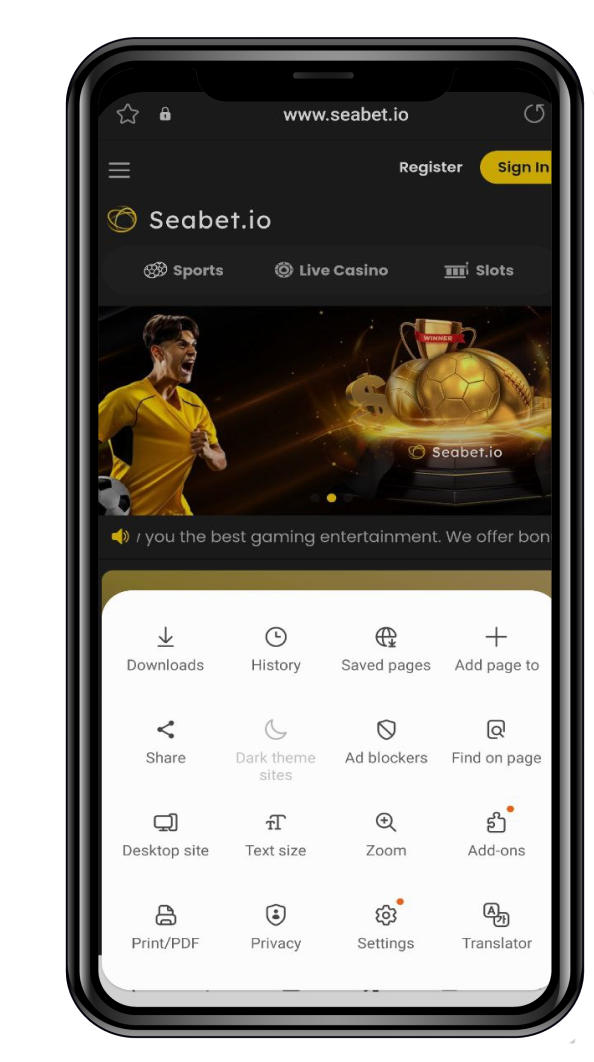 www.seabet.io
Register Sign In
Seabet.io
Sports Live Casino Slots
WINNER
$
Seabet.io
you the best gaming entertainment. We offer bon
Downloads History Saved pages Add page to
Share Dark theme sites Ad blockers Find on page
Desktop site Text size Zoom Add-ons
Print/PDF Privacy Settings Translator